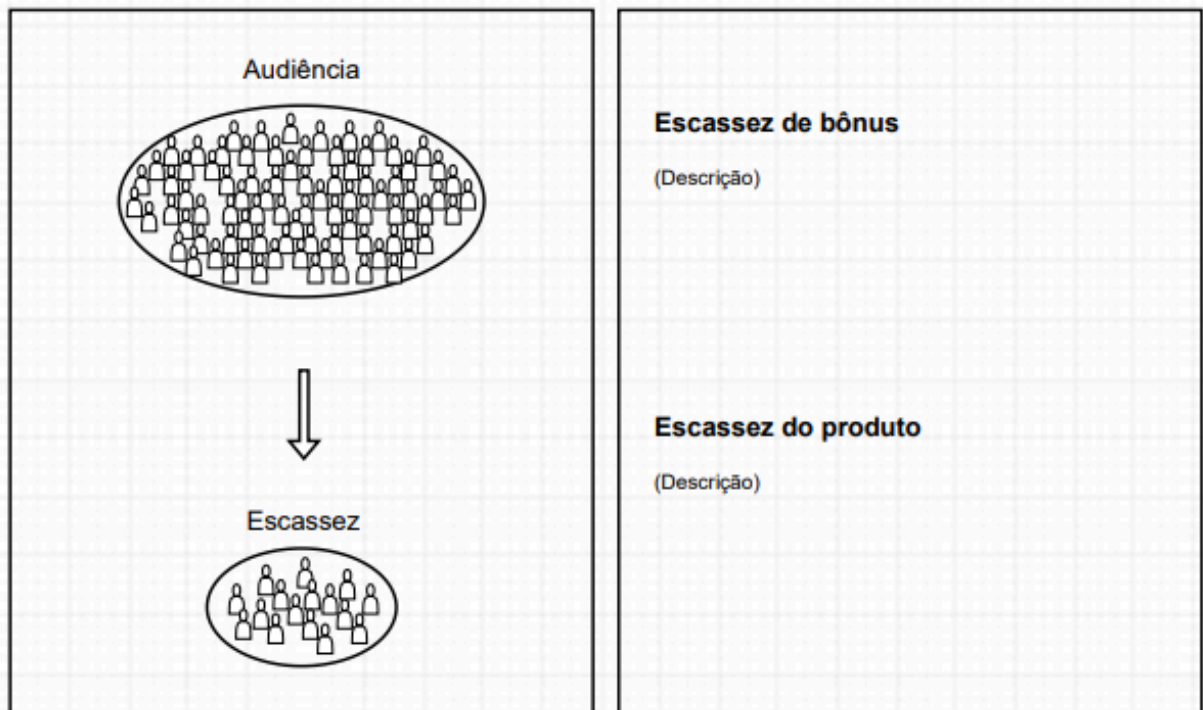 Audiência
Escassez
Escassez de bônus
(Descrição)
Escassez do produto
(Descrição)